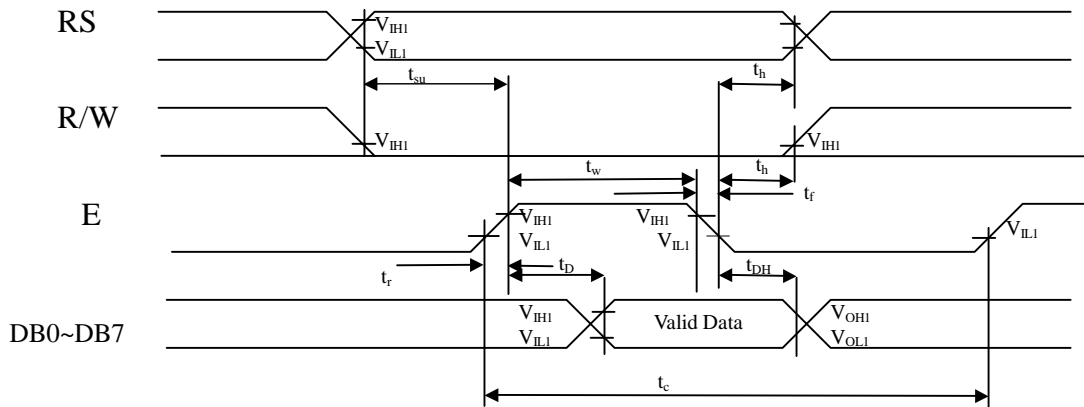 RS
V_IH1
V_IL1
t_su
t_h
R/W
V_IH1
V_IH1
t_w
t_h
t_f
E
V_IH1
V_IH1
V_IL1
V_IL1
V_IL1
t_r
t_D
t_DH
DB0~DB7
V_IH1
Valid Data
V_OH1
V_IL1
V_OL1
t_c